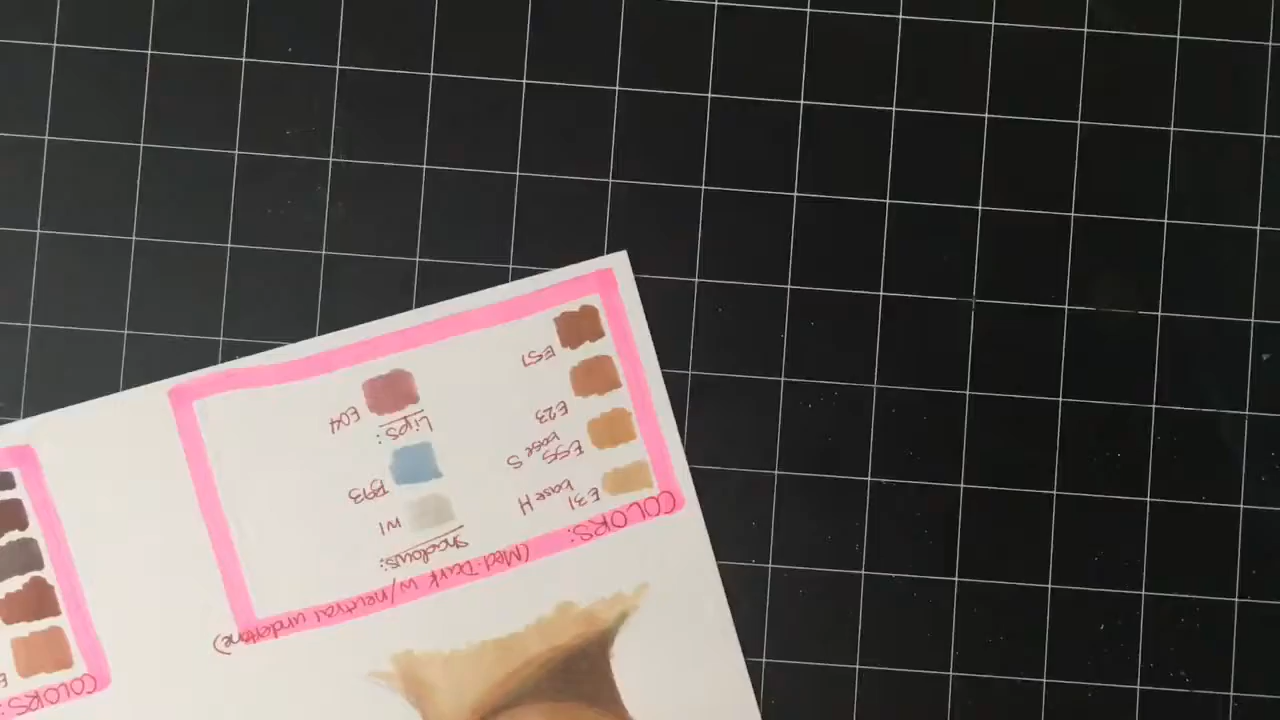 COLORS:
(Med-Dark w/neutral undertone)
E31
base H
E55
base S
E23
E57
Shadows:
W1
B93
Lips:
E04
COLORS: